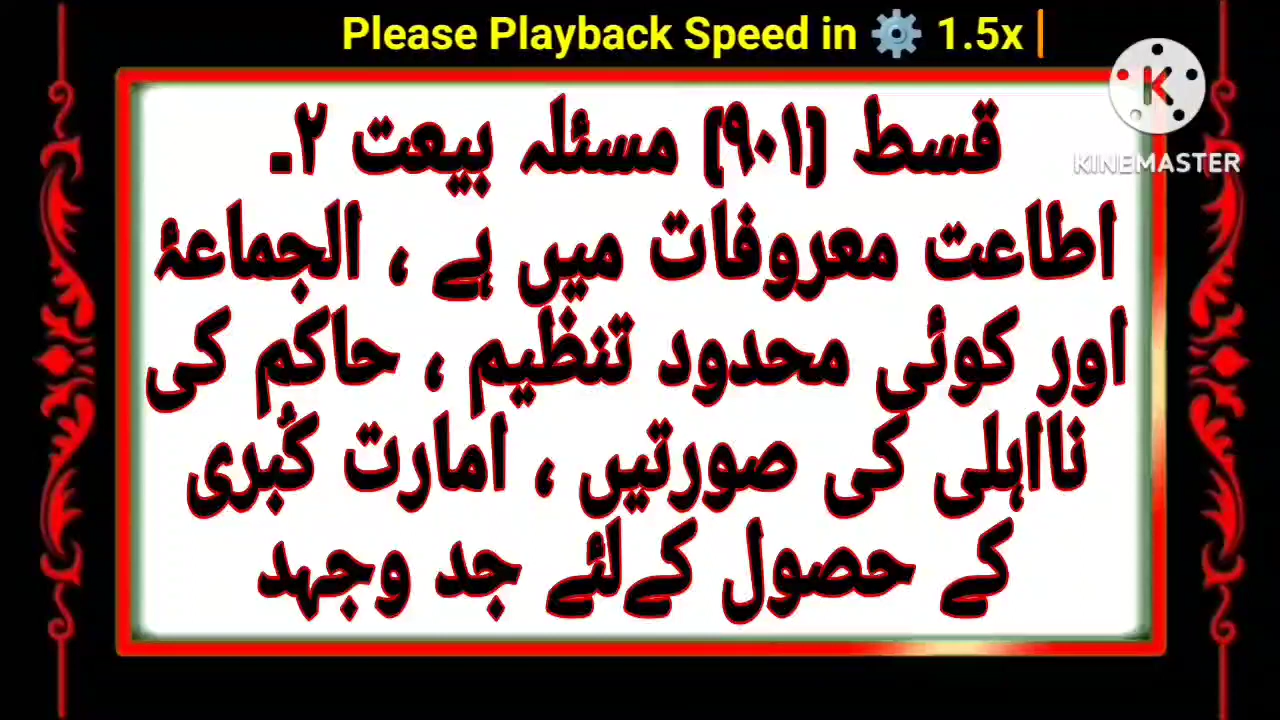 Please Playback Speed in ⚙️ 1.5x
KINEMASTER
قسط (۹۰۱) مسئلہ بیعت ۲۔
اطاعت معروفات میں ہے ، الجماعۂ
اور کوئی محدود تنظیم ، حاکم کی
نااہلی کی صورتیں ، امارت کُبری
کے حصول کےلئے جد وجہد